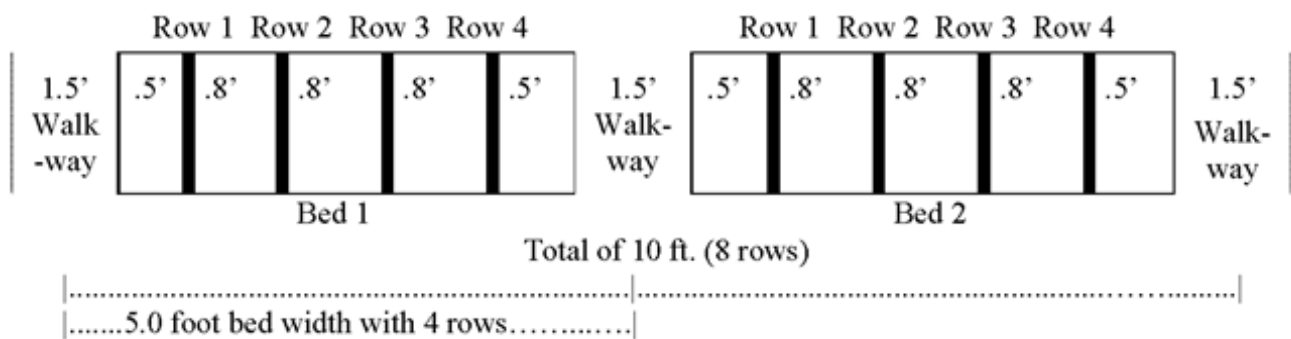 Row 1 Row 2 Row 3 Row 4 Row 1 Row 2 Row 3 Row 4
1.5’ .5’ .8’ .8’ .8’ .5’ 1.5’ .5’ .8’ .8’ .8’ .5’ 1.5’
Walk Walk- Walk-
-way way way
Bed 1 Bed 2
Total of 10 ft. (8 rows)
5.0 foot bed width with 4 rows